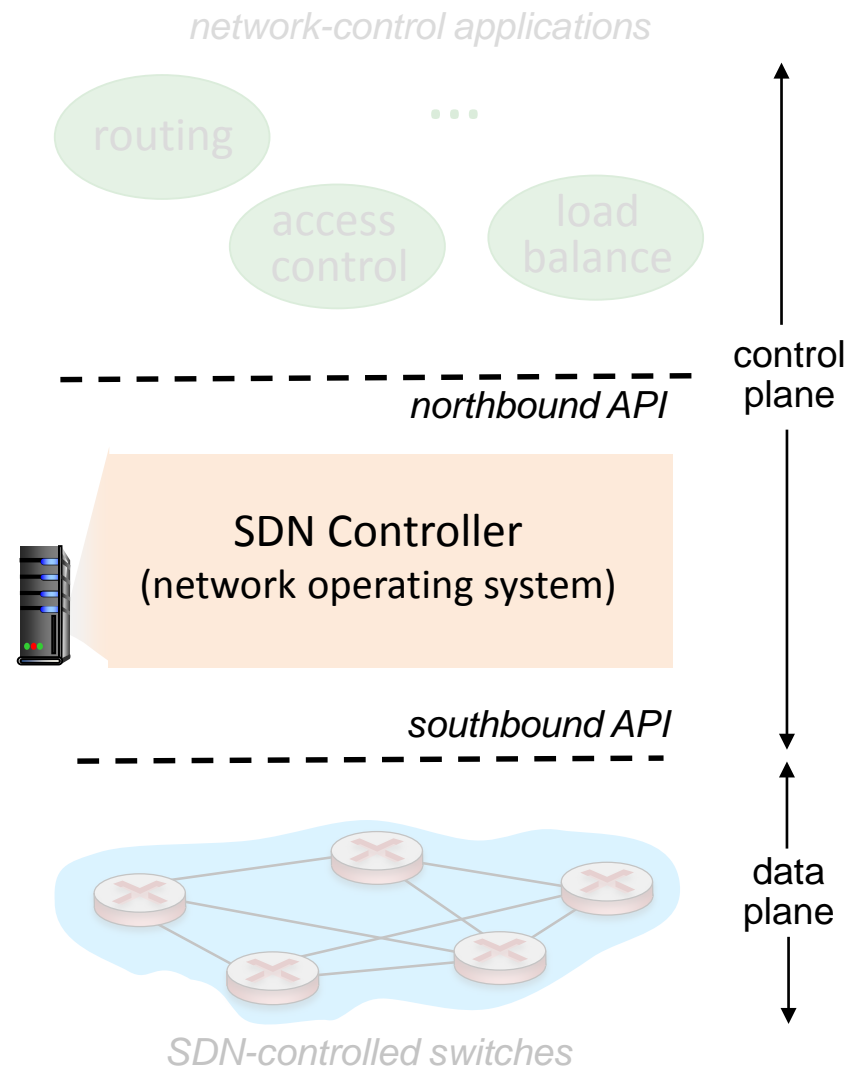 network-control applications
routing
…
access
control
load
balance
control
plane
northbound API
SDN Controller
(network operating system)
southbound API
data
plane
SDN-controlled switches